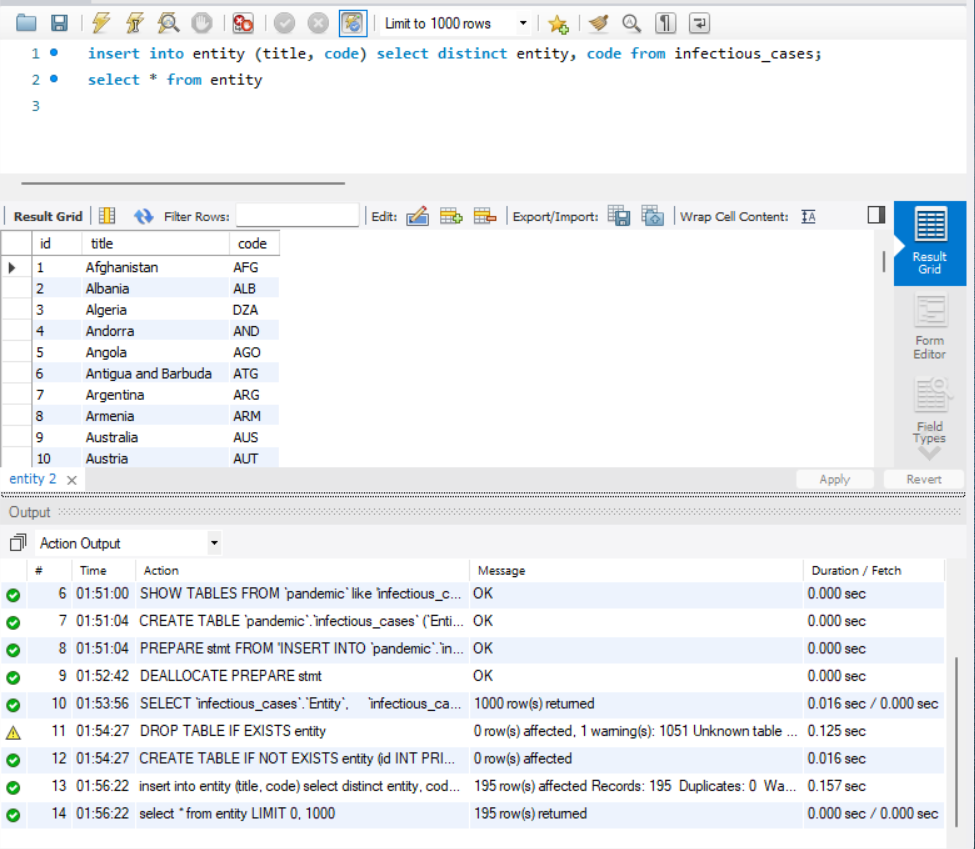 Limit to 1000 rows
1 insert into entity (title, code) select distinct entity, code from infectious_cases;
2 select * from entity
3
Result Grid Filter Rows: Edit: Export/Import: Wrap Cell Content:
Result Grid
Form Editor
Field Types
id title code
1 Afghanistan AFG
2 Albania ALB
3 Algeria DZA
4 Andorra AND
5 Angola AGO
6 Antigua and Barbuda ATG
7 Argentina ARG
8 Armenia ARM
9 Australia AUS
10 Austria AUT
entity 2 Apply Revert
Output
Action Output
# Time Action Message Duration / Fetch
6 01:51:00 SHOW TABLES FROM `pandemic` like 'infectious_c... OK 0.000 sec
7 01:51:04 CREATE TABLE `pandemic`.`infectious_cases` (`Enti... OK 0.000 sec
8 01:51:04 PREPARE stmt FROM 'INSERT INTO `pandemic`.`in... OK 0.000 sec
9 01:52:42 DEALLOCATE PREPARE stmt OK 0.000 sec
10 01:53:56 SELECT `infectious_cases`.`Entity`, `infectious_ca... 1000 row(s) returned 0.016 sec / 0.000 sec
11 01:54:27 DROP TABLE IF EXISTS entity 0 row(s) affected, 1 warning(s): 1051 Unknown table ... 0.125 sec
12 01:54:27 CREATE TABLE IF NOT EXISTS entity (id INT PRI... 0 row(s) affected 0.016 sec
13 01:56:22 insert into entity (title, code) select distinct entity, cod... 195 row(s) affected Records: 195 Duplicates: 0 Wa... 0.157 sec
14 01:56:22 select * from entity LIMIT 0, 1000 195 row(s) returned 0.000 sec / 0.000 sec